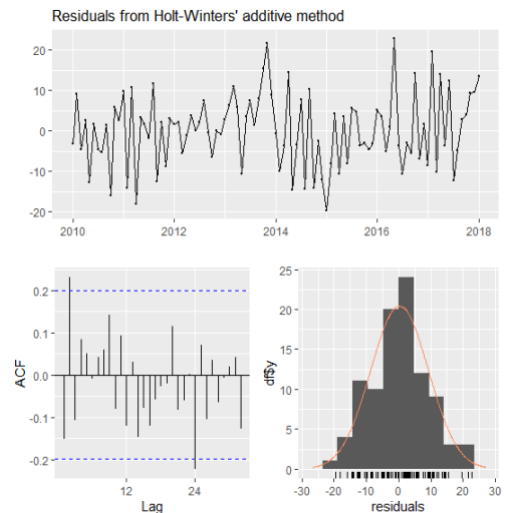 Residuals from Holt-Winters' additive method
20
10
0
-10
-20
2010 2012 2014 2016 2018
ACF
0.2
0.1
0.0
-0.1
-0.2
12 24
Lag
df$y
25
20
15
10
5
0
-30 -20 -10 0 10 20 30
residuals